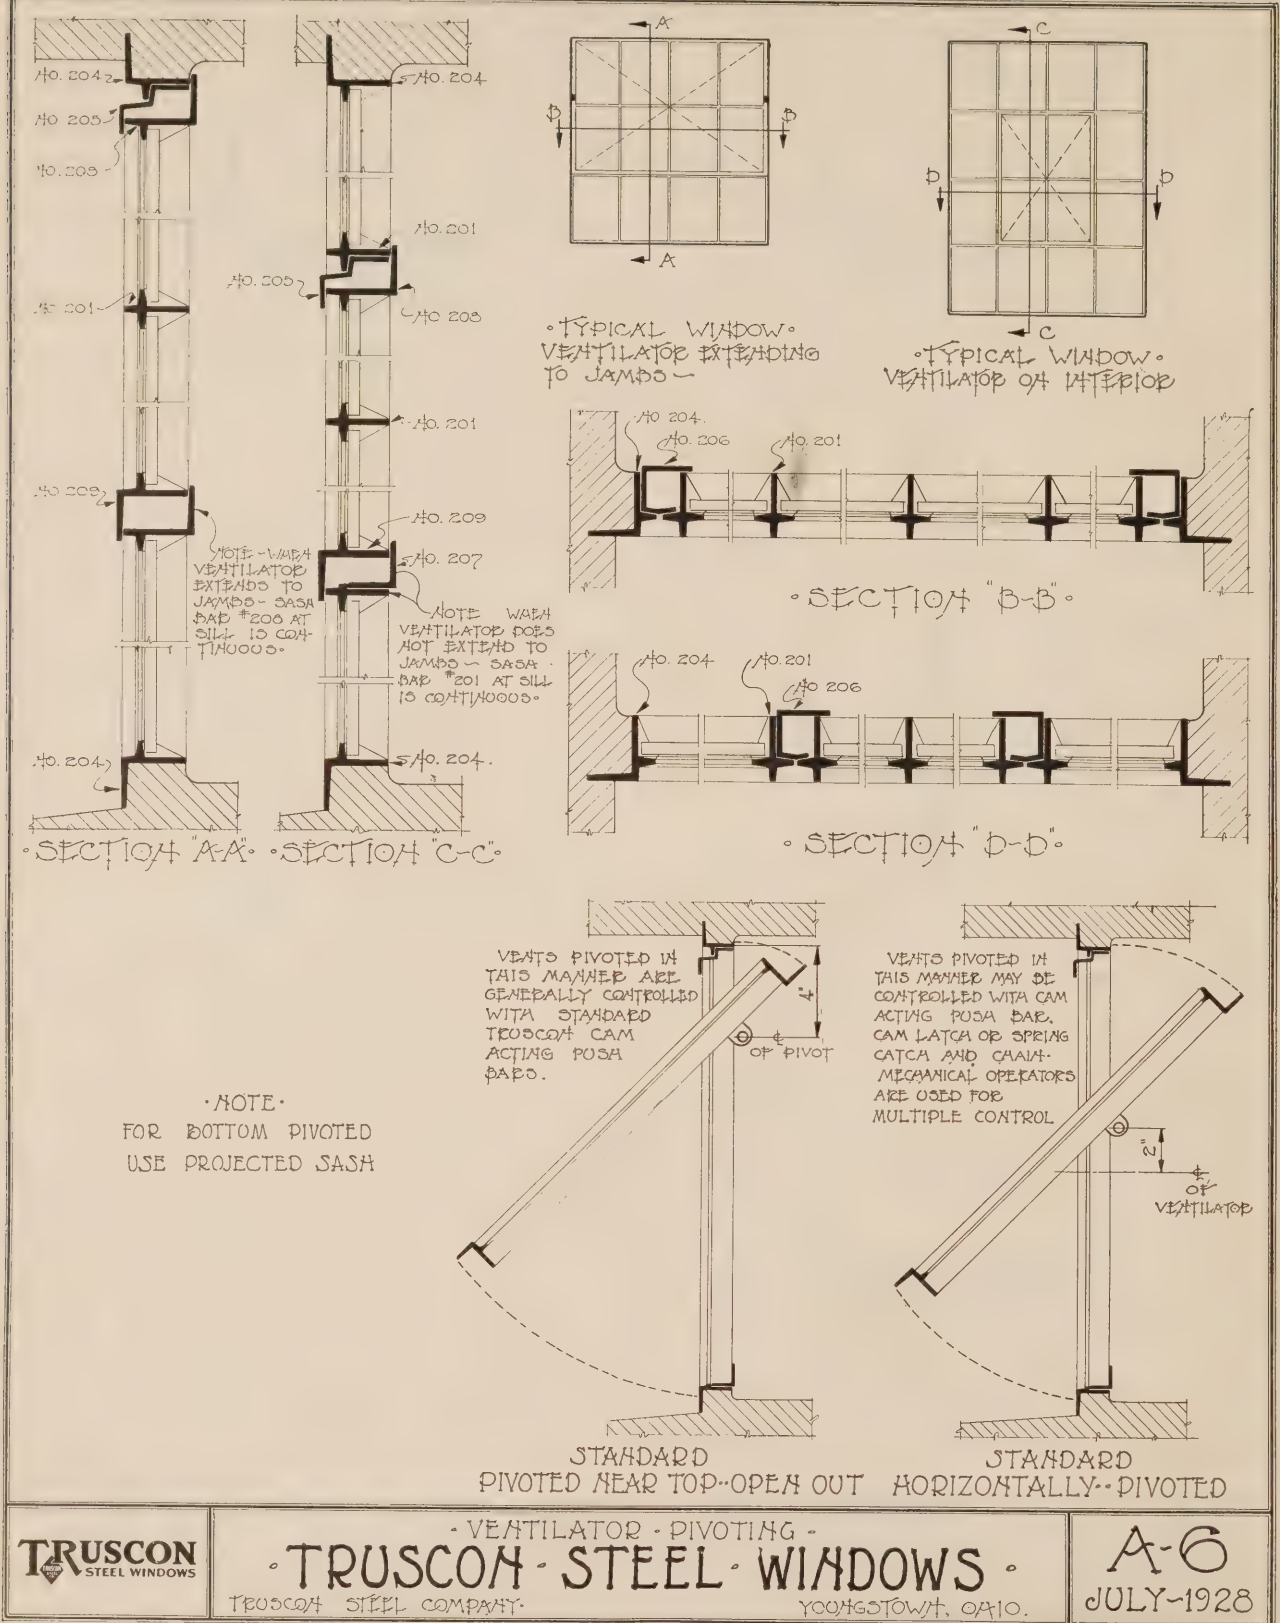 NO. 204
NO. 205
NO. 203
NO. 201
NO. 209
NOTE - WHEN
VENTILATOR
EXTENDS TO
JAMBS - SASH
BAR #208 AT
SILL IS CON-
TINUOUS.
NO. 204
SECTION "A-A"
NO. 204
NO. 201
NO. 205
NO. 203
NO. 201
NO. 209
NO. 207
NOTE WHEN
VENTILATOR DOES
NOT EXTEND TO
JAMBS - SASH
BAR #201 AT SILL
IS CONTINUOUS.
NO. 204.
SECTION "C-C"
A
B B
A
TYPICAL WINDOW
VENTILATOR EXTENDING
TO JAMBS -
C
D D
C
TYPICAL WINDOW
VENTILATOR ON INTERIOR
NO. 204.
NO. 206
NO. 201
SECTION "B-B"
NO. 204
NO. 201
NO. 206
SECTION "D-D"
VENTS PIVOTED IN
THIS MANNER ARE
GENERALLY CONTROLLED
WITH STANDARD
TRUSCON CAM
ACTING PUSH
BARS.
4"
℄
OF PIVOT
STANDARD
PIVOTED NEAR TOP--OPEN OUT
VENTS PIVOTED IN
THIS MANNER MAY BE
CONTROLLED WITH CAM
ACTING PUSH BAR,
CAM LATCH OR SPRING
CATCH AND CHAIN-
MECHANICAL OPERATORS
ARE USED FOR
MULTIPLE CONTROL
2"
℄
OF
VENTILATOR
STANDARD
HORIZONTALLY--PIVOTED
·NOTE·
FOR BOTTOM PIVOTED
USE PROJECTED SASH
TRUSCON
STEEL WINDOWS
- VENTILATOR - PIVOTING -
· TRUSCON · STEEL · WINDOWS ·
TRUSCON STEEL COMPANY.
YOUNGSTOWN, OHIO.
A-6
JULY-1928